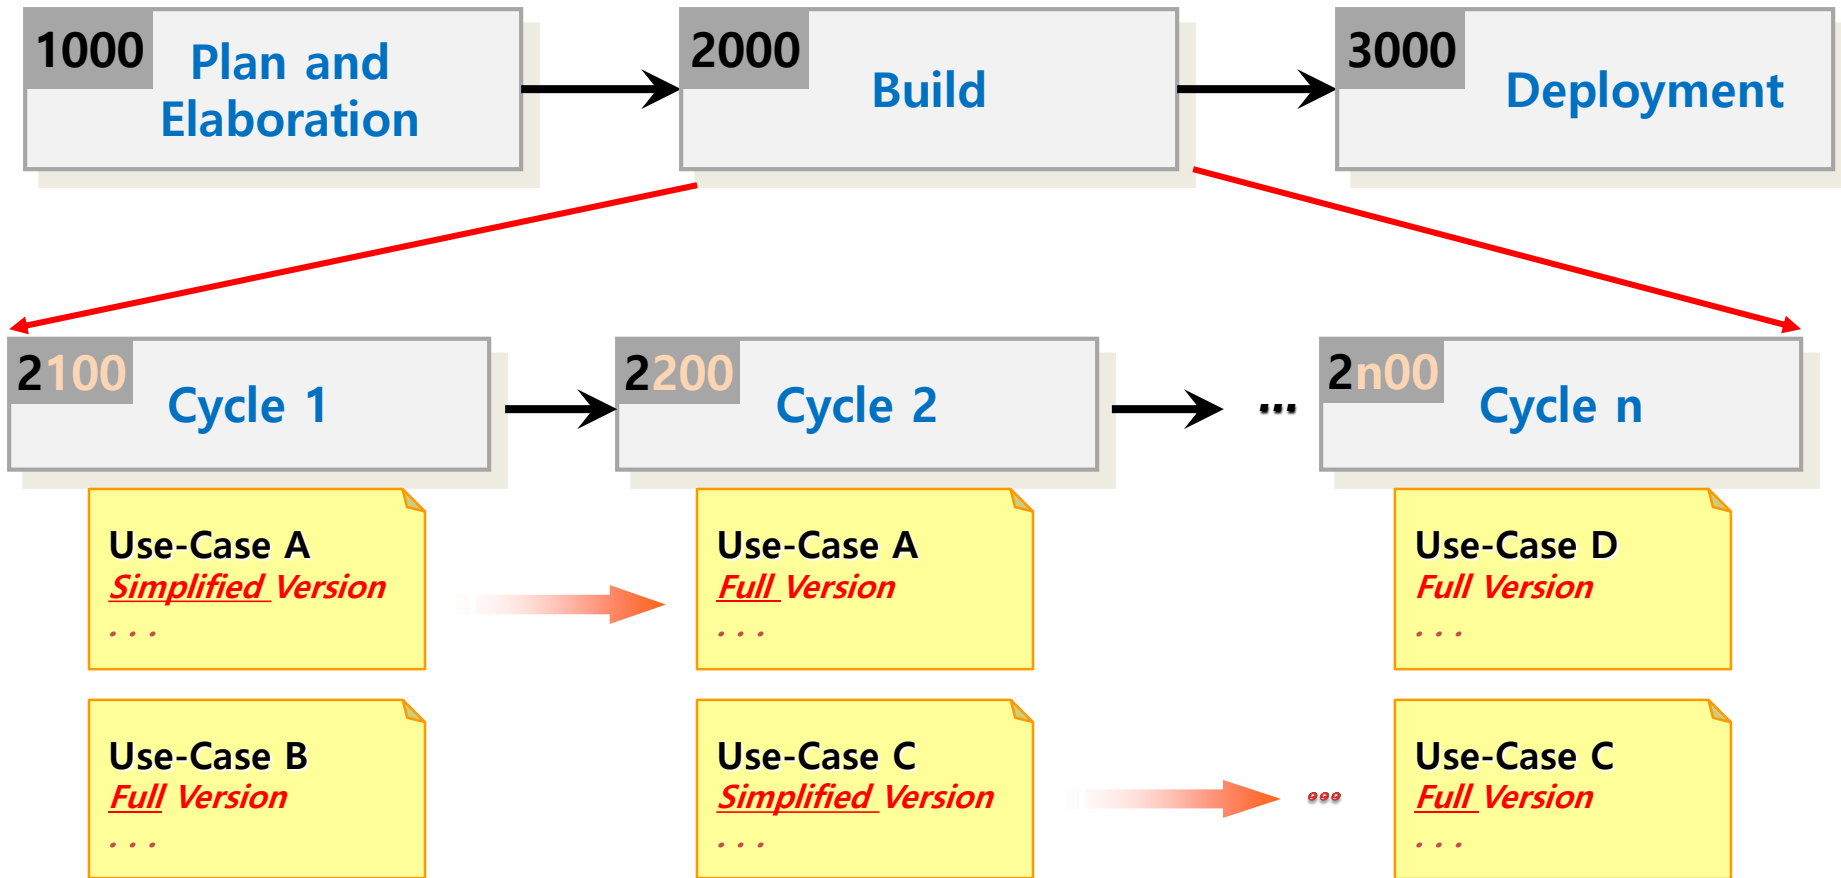 1000
Plan and
Elaboration
2000
Build
3000
Deployment
2100
Cycle 1
2200
Cycle 2
...
2n00
Cycle n
Use-Case A
Simplified Version
. . .
Use-Case A
Full Version
. . .
Use-Case D
Full Version
. . .
Use-Case B
Full Version
. . .
Use-Case C
Simplified Version
. . .
...
Use-Case C
Full Version
. . .